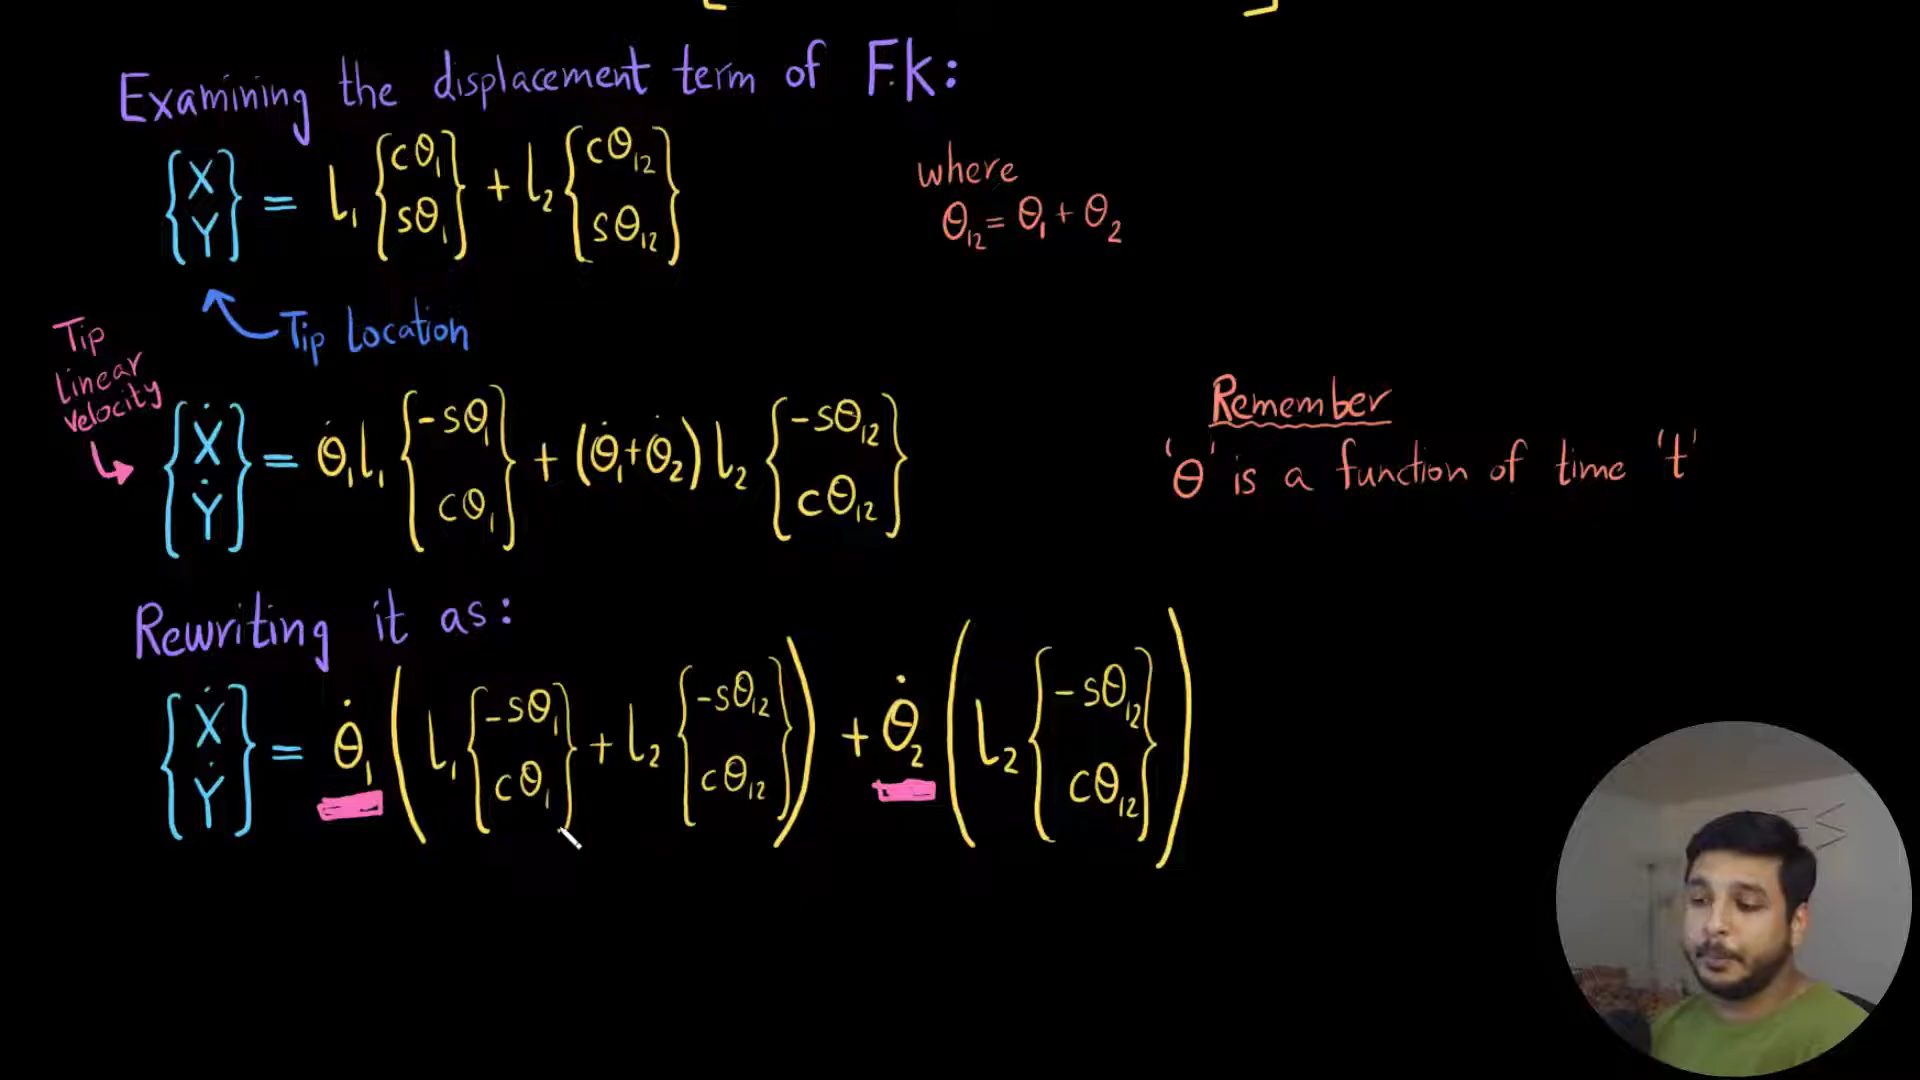 Examining the displacement term of F.k:
{X Y} = l₁ {cθ₁ sθ₁} + l₂ {cθ₁₂ sθ₁₂}
where
θ₁₂ = θ₁ + θ₂
Tip Location
Tip
Linear
velocity
{Ẋ Ẏ} = θ̇₁l₁ {-sθ₁ cθ₁} + (θ̇₁+θ̇₂) l₂ {-sθ₁₂ cθ₁₂}
Remember
'θ' is a function of time 't'
Rewriting it as:
{Ẋ Ẏ} = θ̇₁ (l₁ {-sθ₁ cθ₁} + l₂ {-sθ₁₂ cθ₁₂}) + θ̇₂ (l₂ {-sθ₁₂ cθ₁₂})